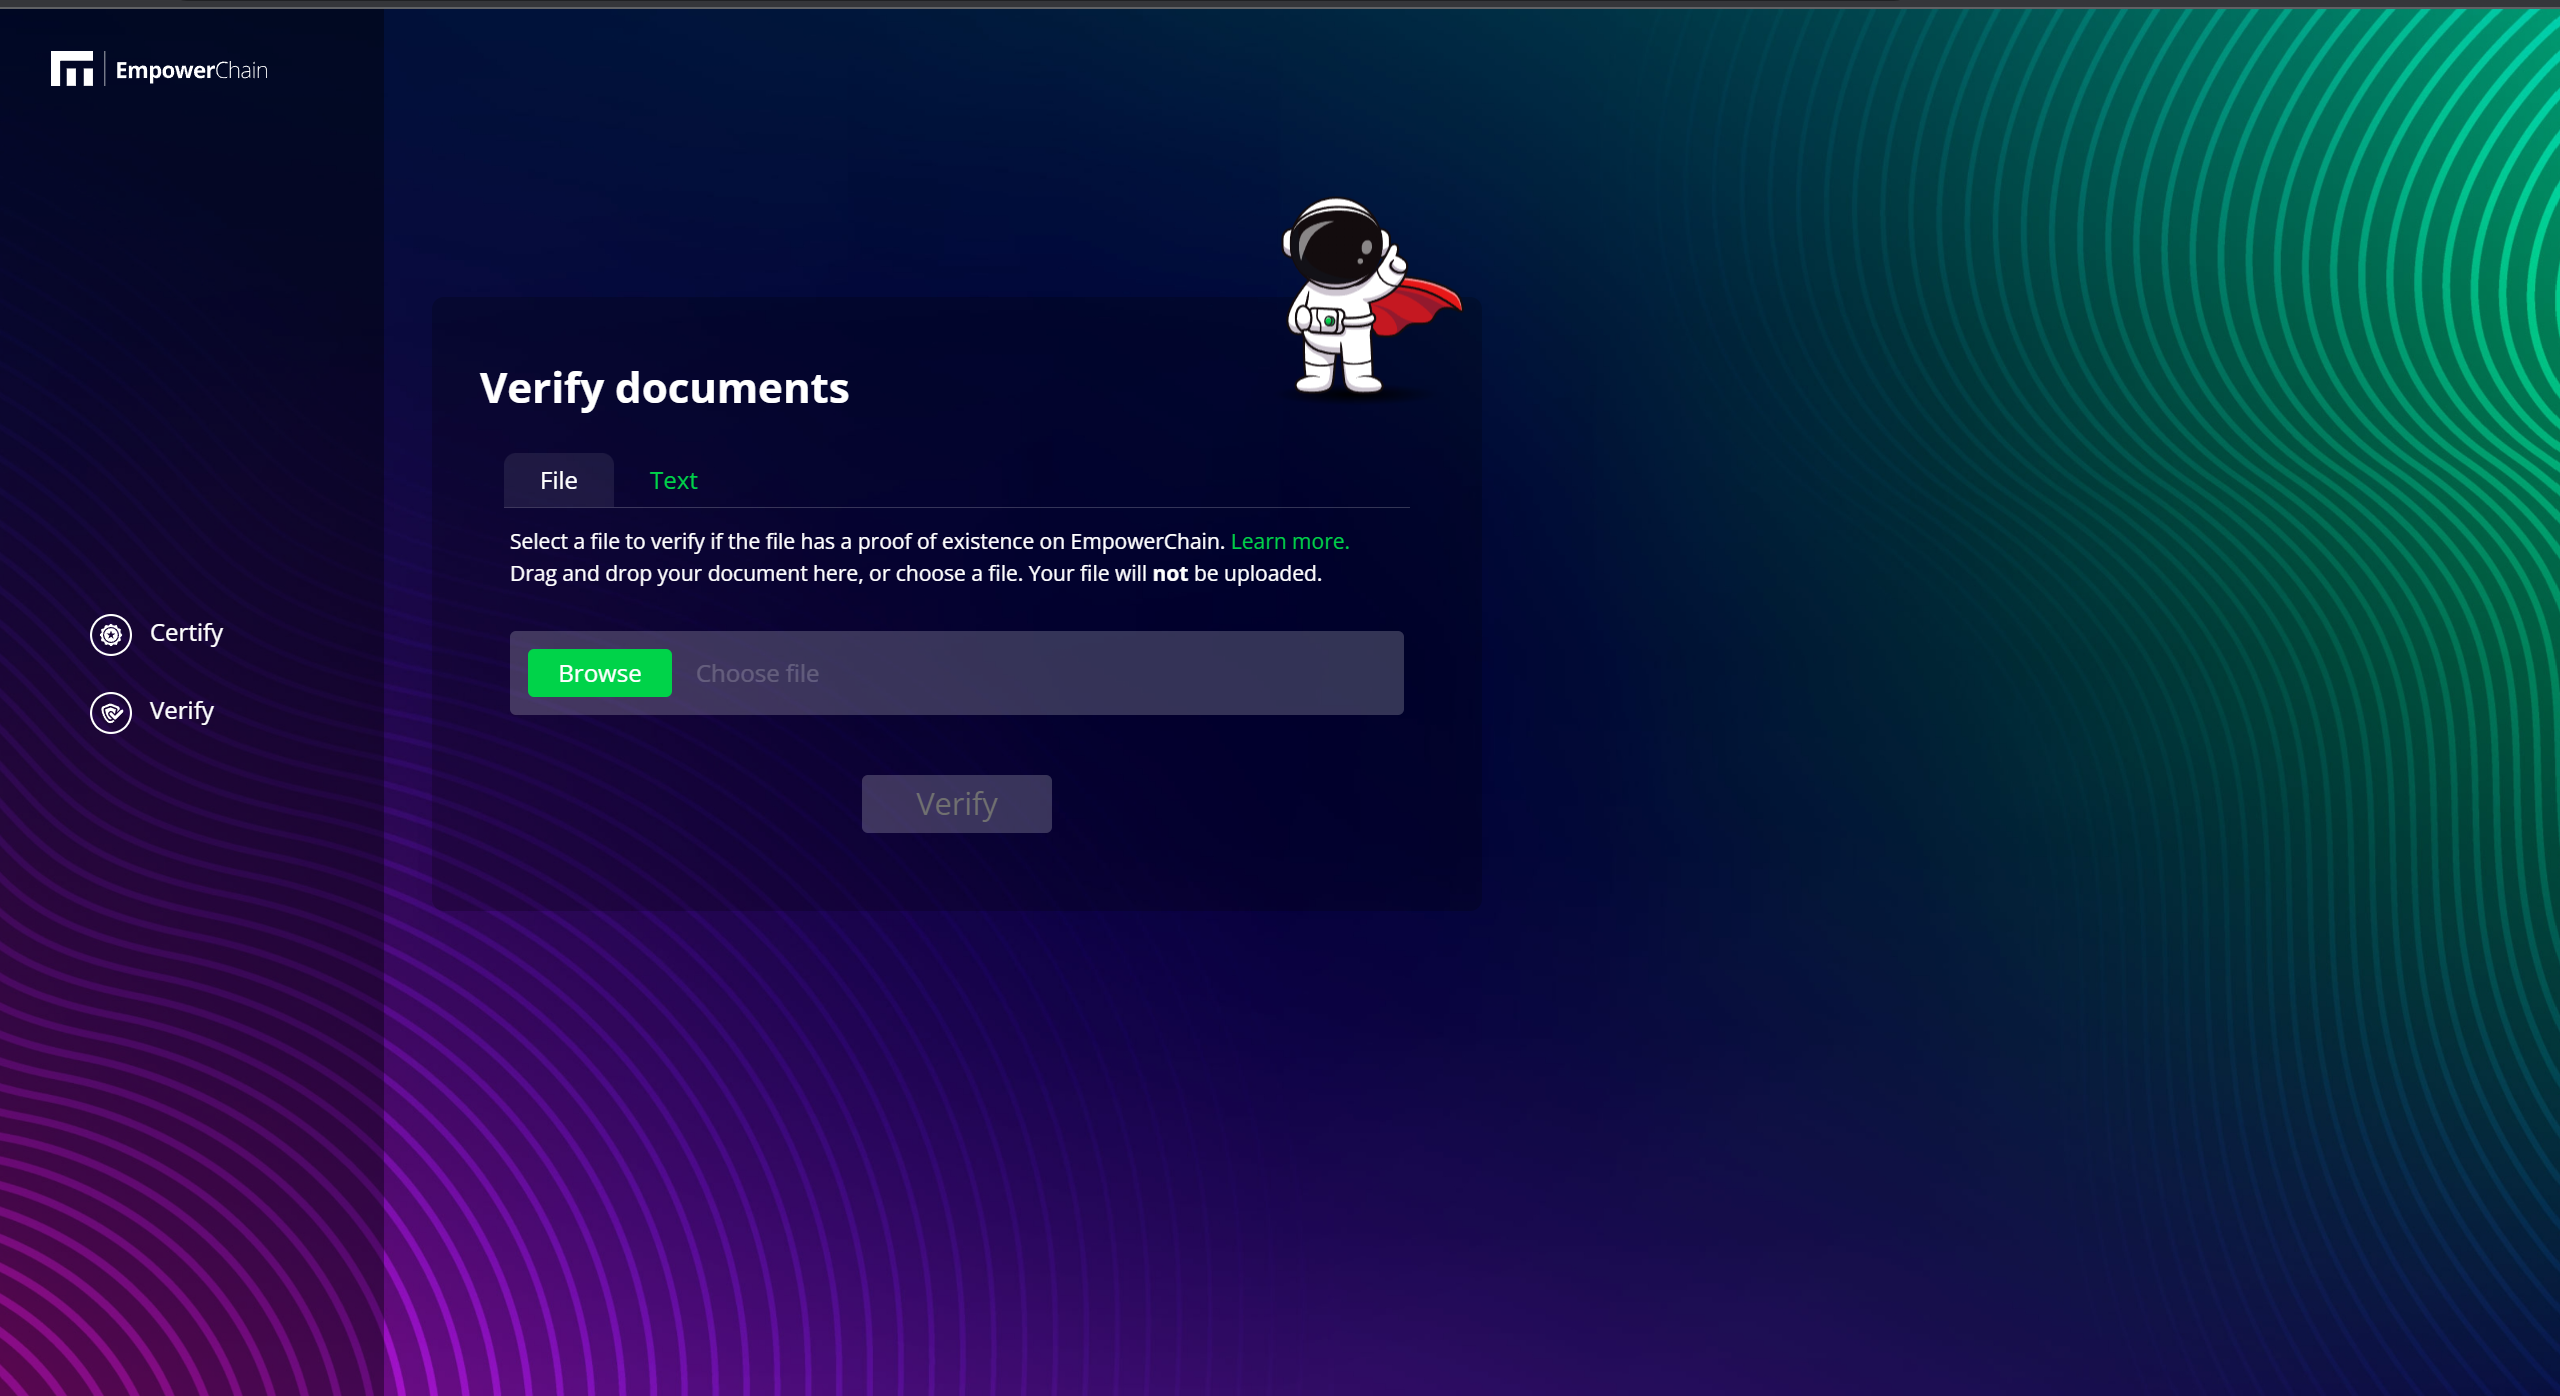 EmpowerChain
Verify documents
File
Text
Select a file to verify if the file has a proof of existence on EmpowerChain. Learn more.
Drag and drop your document here, or choose a file. Your file will not be uploaded.
Certify
Browse
Choose file
Verify
Verify